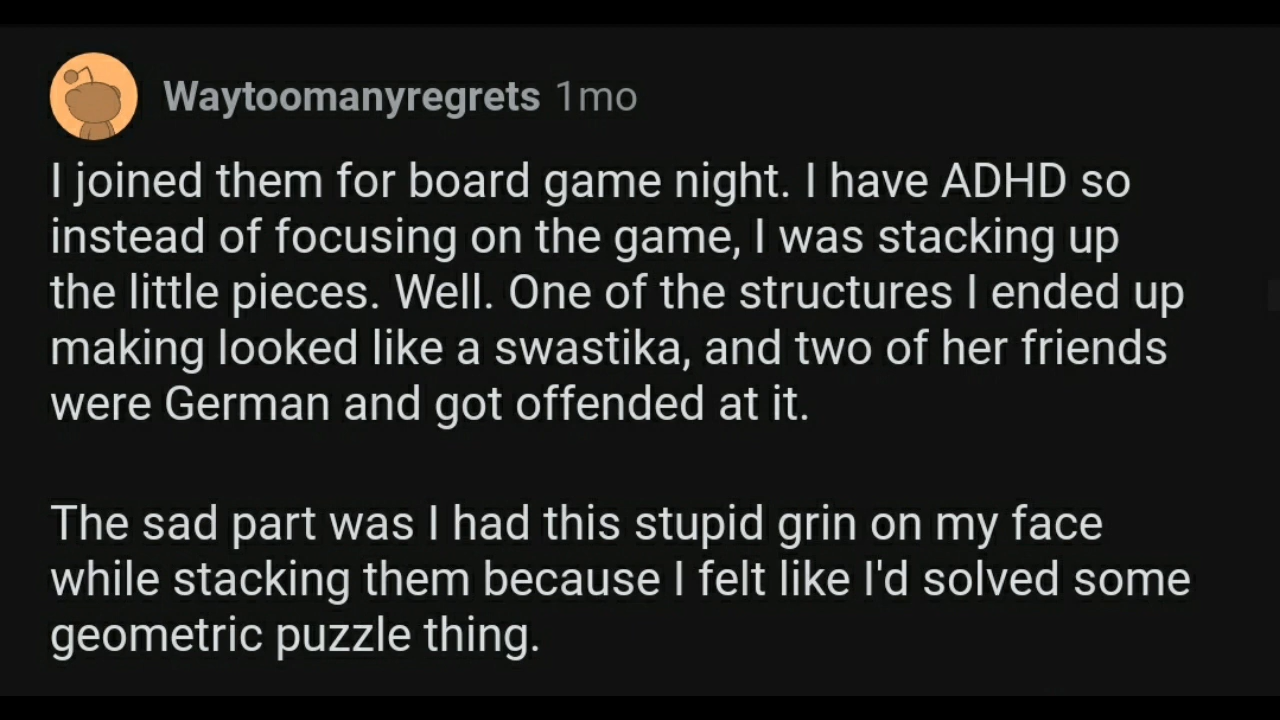 Waytoomanyregrets 1mo
I joined them for board game night. I have ADHD so
instead of focusing on the game, I was stacking up
the little pieces. Well. One of the structures I ended up
making looked like a swastika, and two of her friends
were German and got offended at it.
The sad part was I had this stupid grin on my face
while stacking them because I felt like I'd solved some
geometric puzzle thing.